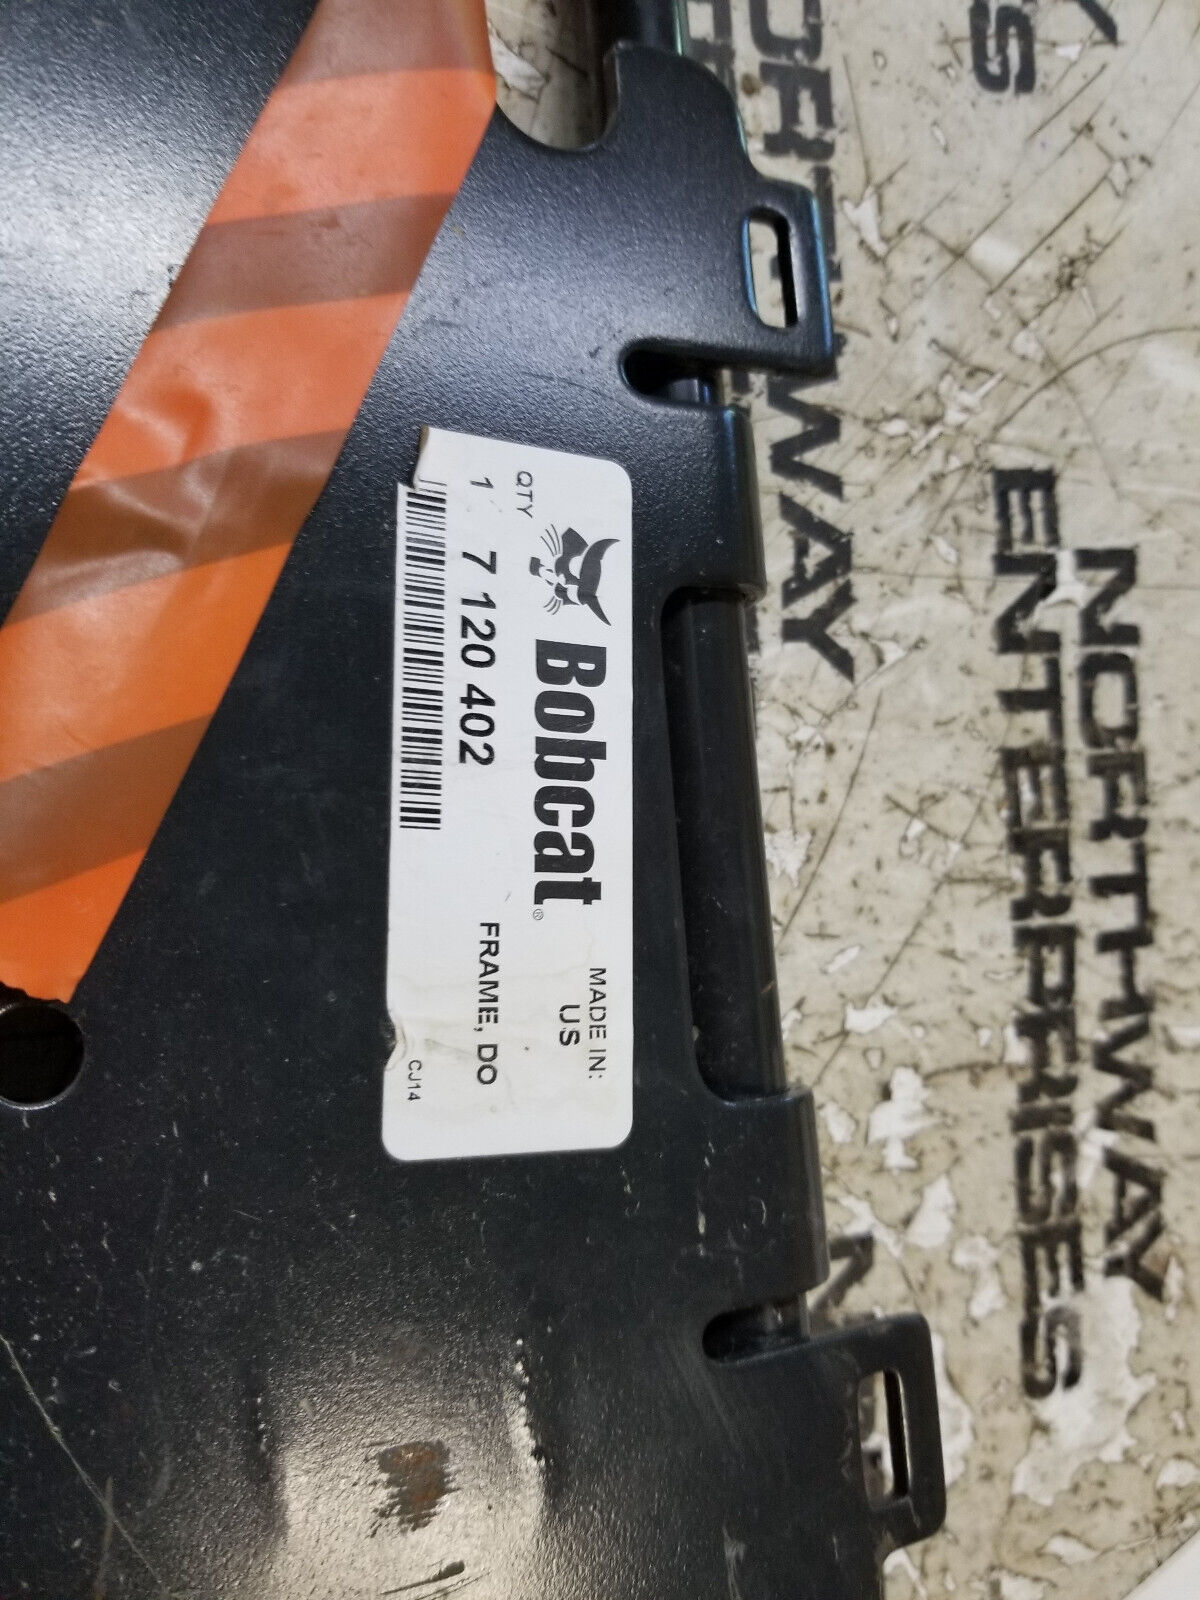 Bobcat®
MADE IN:
US
QTY
1
7 120 402
FRAME, DO
CJ14
NORTHWAY
ENTERPRISES
NORTHWAY